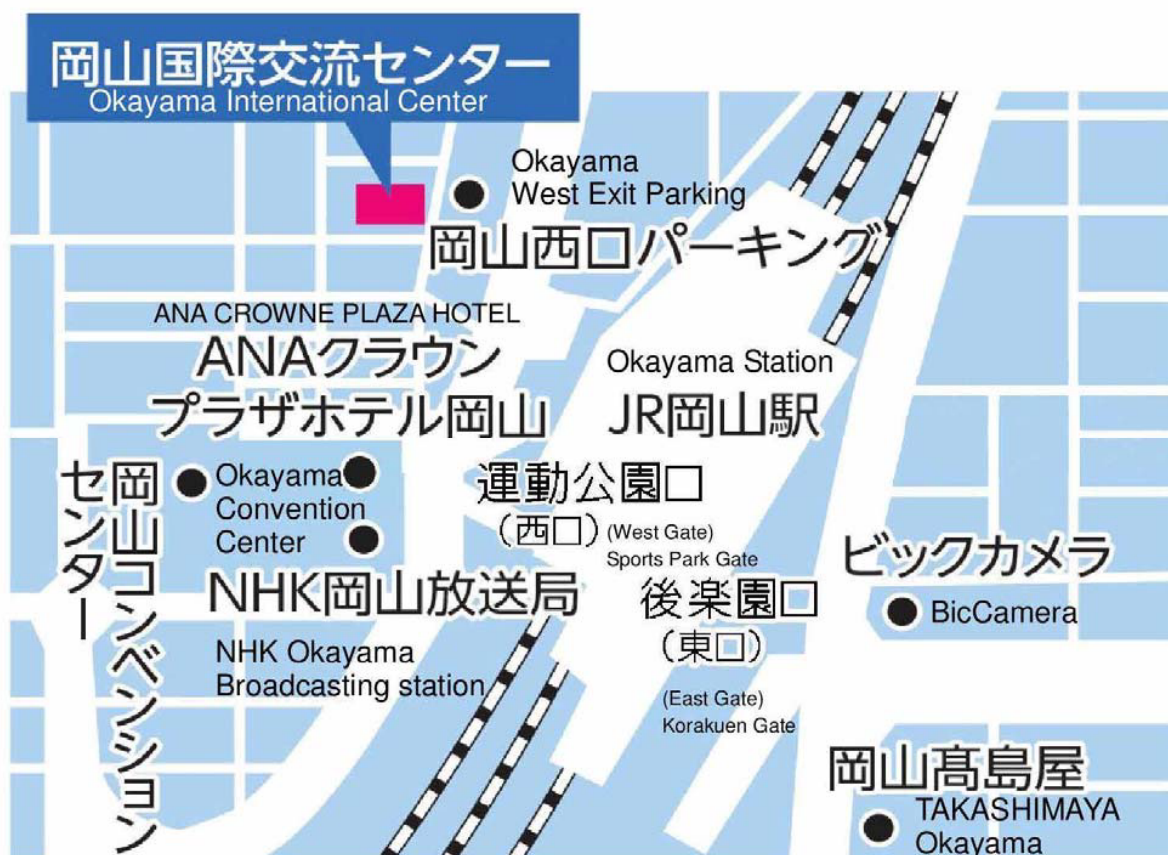 岡山国際交流センター
Okayama International Center
Okayama
West Exit Parking
岡山西口パーキング
ANA CROWNE PLAZA HOTEL
ANAクラウン
プラザホテル岡山
Okayama Station
JR岡山駅
岡山コンベンション
センター
Okayama
Convention
Center
運動公園口
(西口)
(West Gate)
Sports Park Gate
NHK岡山放送局
NHK Okayama
Broadcasting station
後楽園口
(東口)
(East Gate)
Korakuen Gate
ビックカメラ
BicCamera
岡山髙島屋
TAKASHIMAYA
Okayama